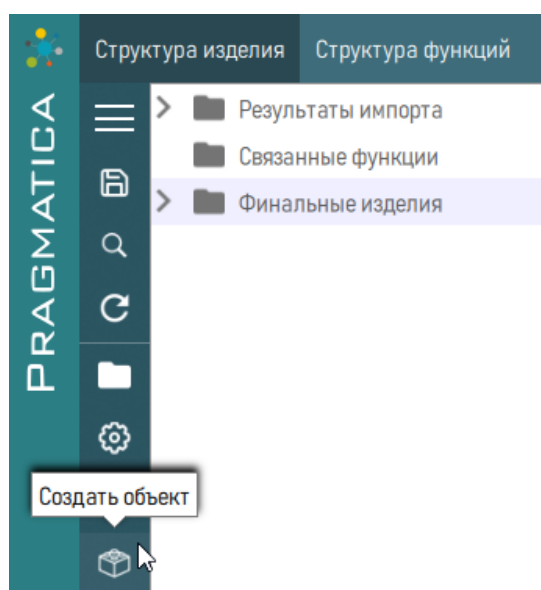 Структура изделия Структура функций
PRAGMATICA
Результаты импорта
Связанные функции
Финальные изделия
Создать объект